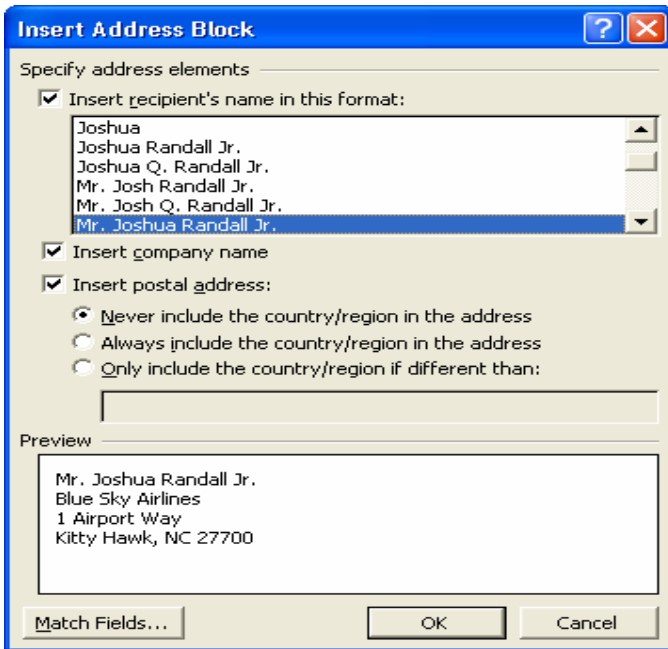 Insert Address Block
Specify address elements
Insert recipient's name in this format:
Joshua
Joshua Randall Jr.
Joshua Q. Randall Jr.
Mr. Josh Randall Jr.
Mr. Josh Q. Randall Jr.
Mr. Joshua Randall Jr.
Insert company name
Insert postal address:
Never include the country/region in the address
Always include the country/region in the address
Only include the country/region if different than:
Preview
Mr. Joshua Randall Jr.
Blue Sky Airlines
1 Airport Way
Kitty Hawk, NC 27700
Match Fields... OK Cancel